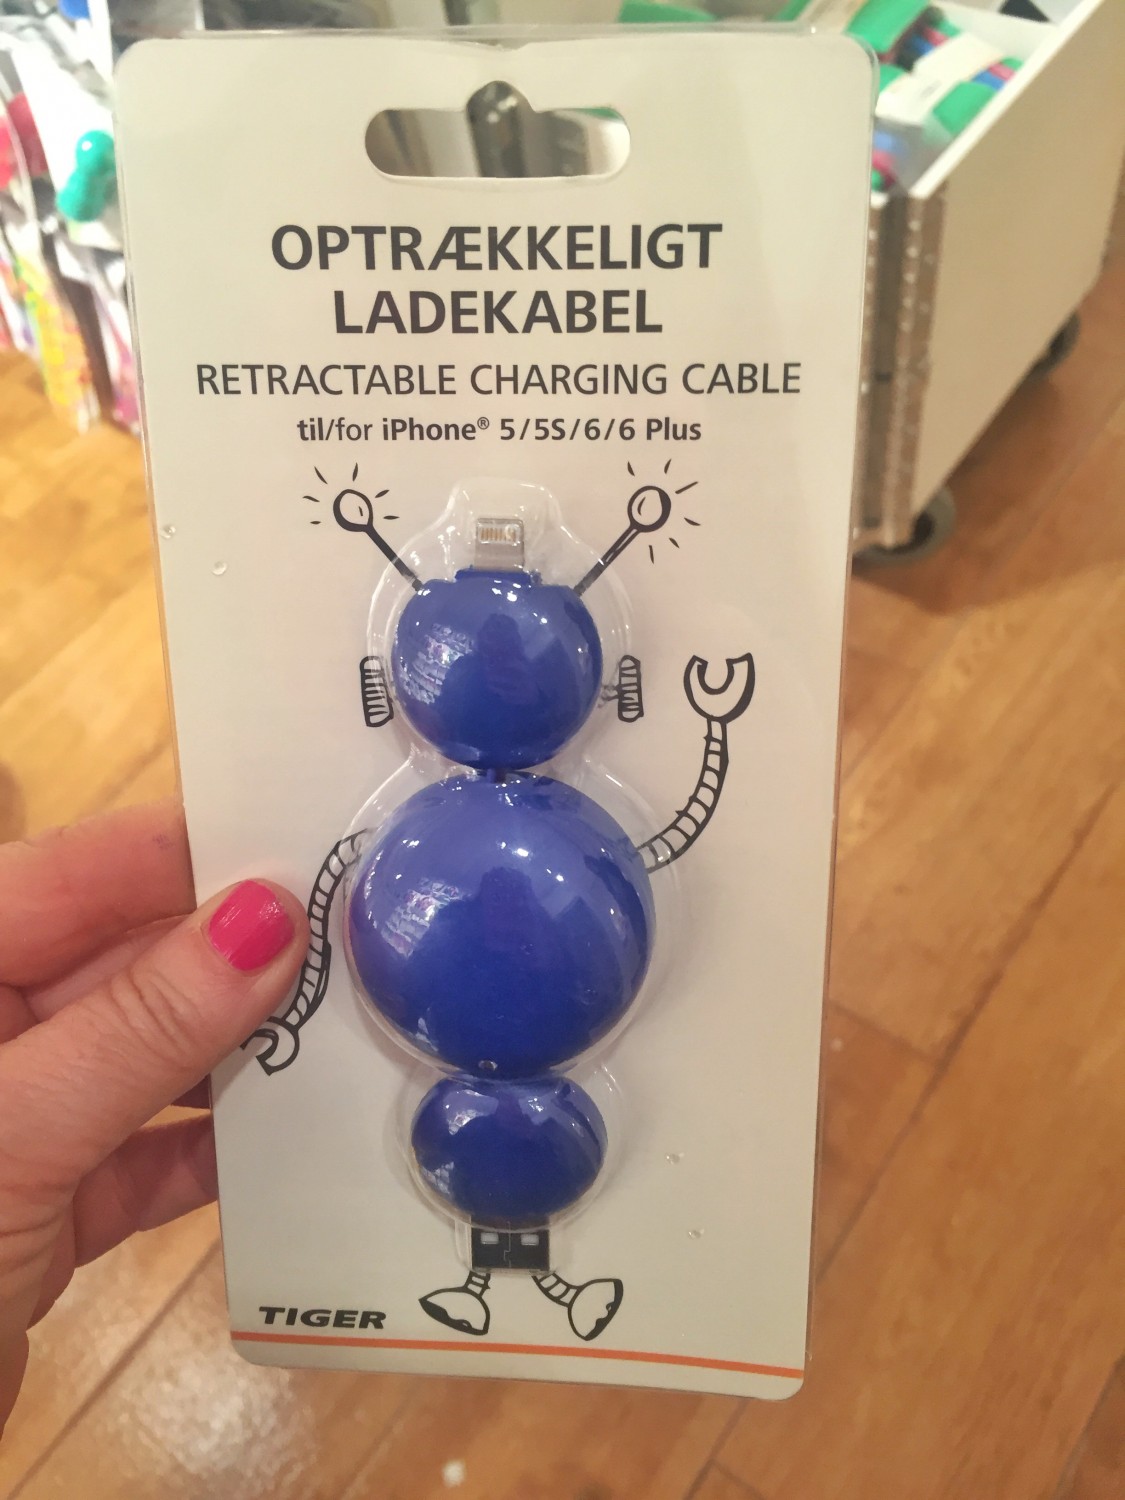 OPTRÆKKELIGT
LADEKABEL
RETRACTABLE CHARGING CABLE
til/for iPhone® 5/5S/6/6 Plus
TIGER